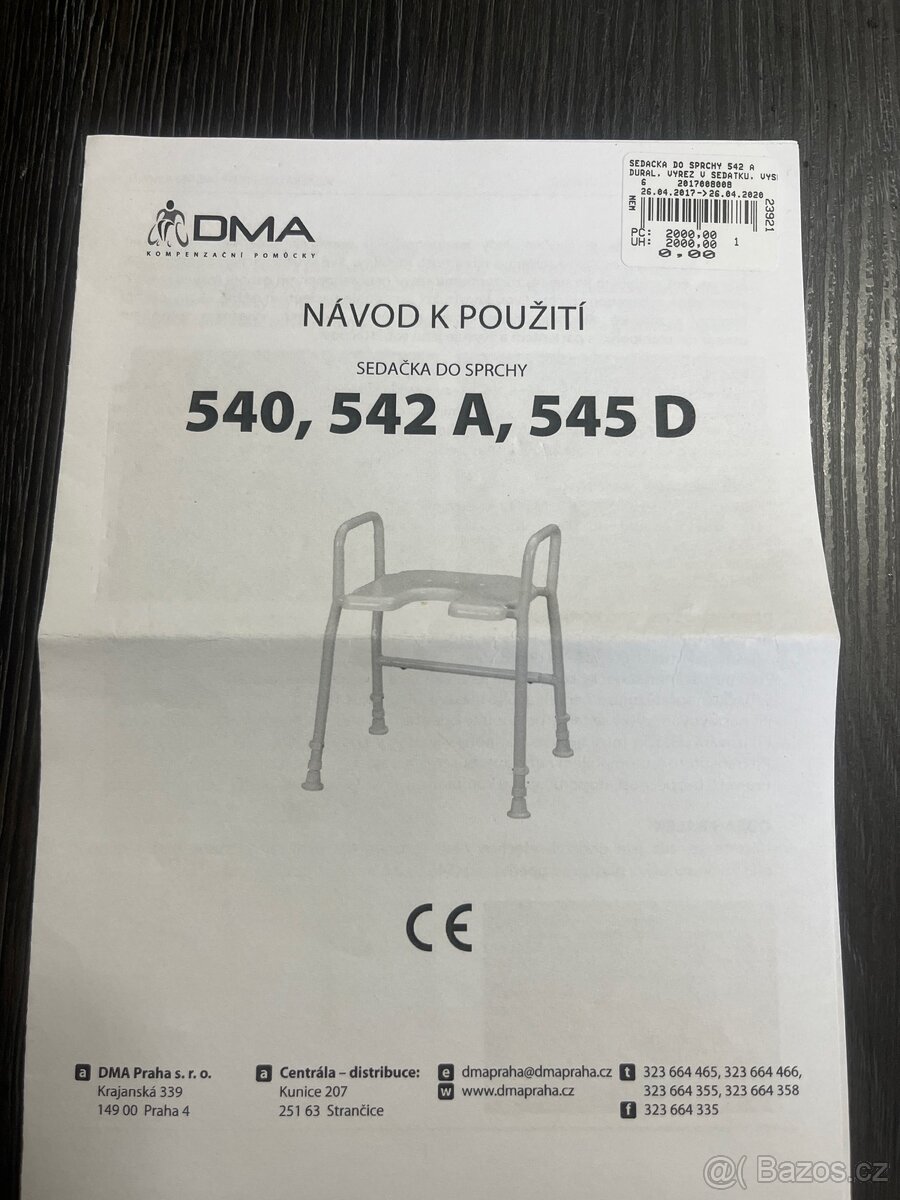 DMA
KOMPENZAČNÍ POMŮCKY
SEDACKA DO SPRCHY 542 A
DURAL, VYREZ V SEDATKU, VYS
6 201700800B
26.04.2017->26.04.2020
NEM
23921
PC: 2000,00
UH: 2000,00 1
0,00
NÁVOD K POUŽITÍ
SEDAČKA DO SPRCHY
540, 542 A, 545 D
CE
a DMA Praha s. r. o.
Krajanská 339
149 00 Praha 4
a Centrála – distribuce:
Kunice 207
251 63 Strančice
e dmapraha@dmapraha.cz
w www.dmapraha.cz
t 323 664 465, 323 664 466,
323 664 355, 323 664 358
f 323 664 335
@( Bazos.cz